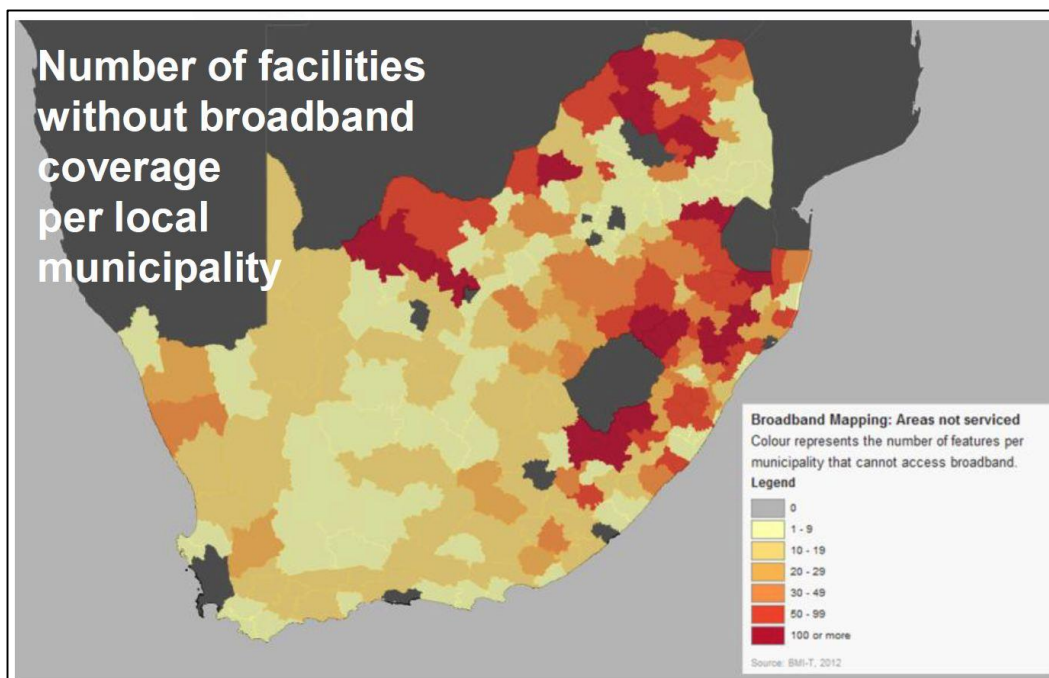 Number of facilities
without broadband
coverage
per local
municipality
Broadband Mapping: Areas not serviced
Colour represents the number of features per
municipality that cannot access broadband.
Legend
0
1 - 9
10 - 19
20 - 29
30 - 49
50 - 99
100 or more
Source: BMI-T, 2012